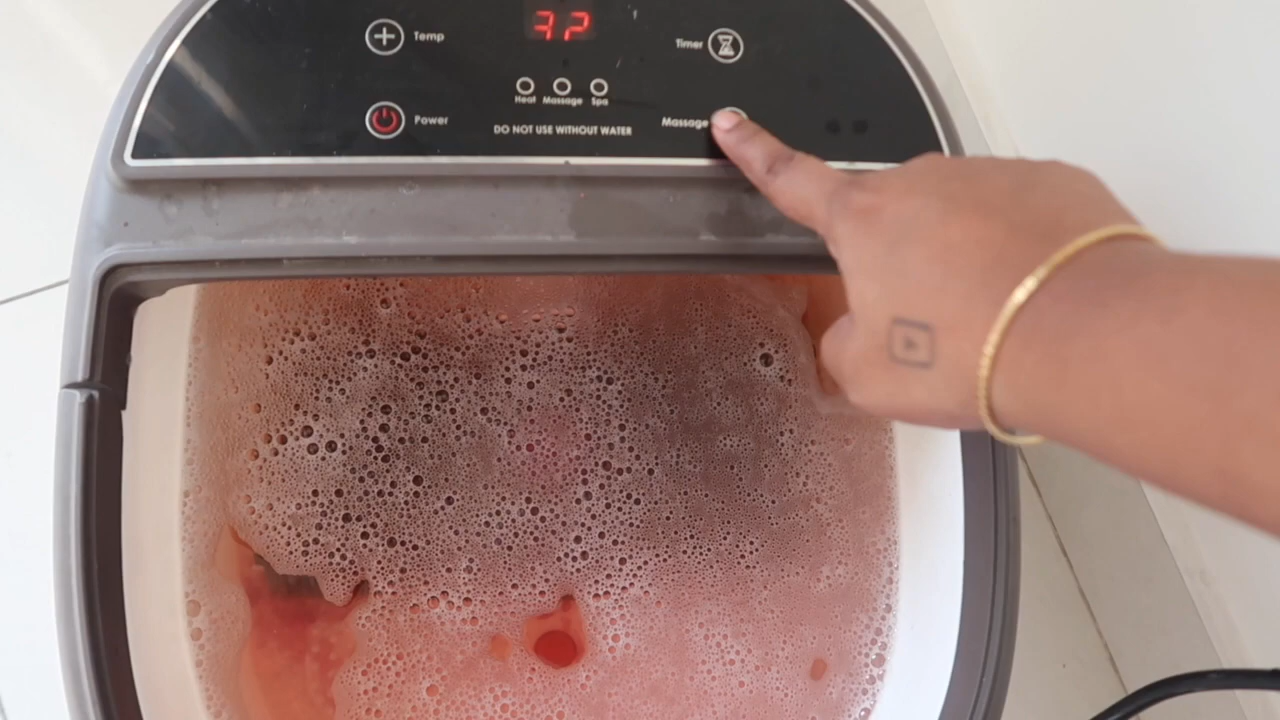 32
Temp
Timer
Heat Massage Spa
Power
Massage
DO NOT USE WITHOUT WATER